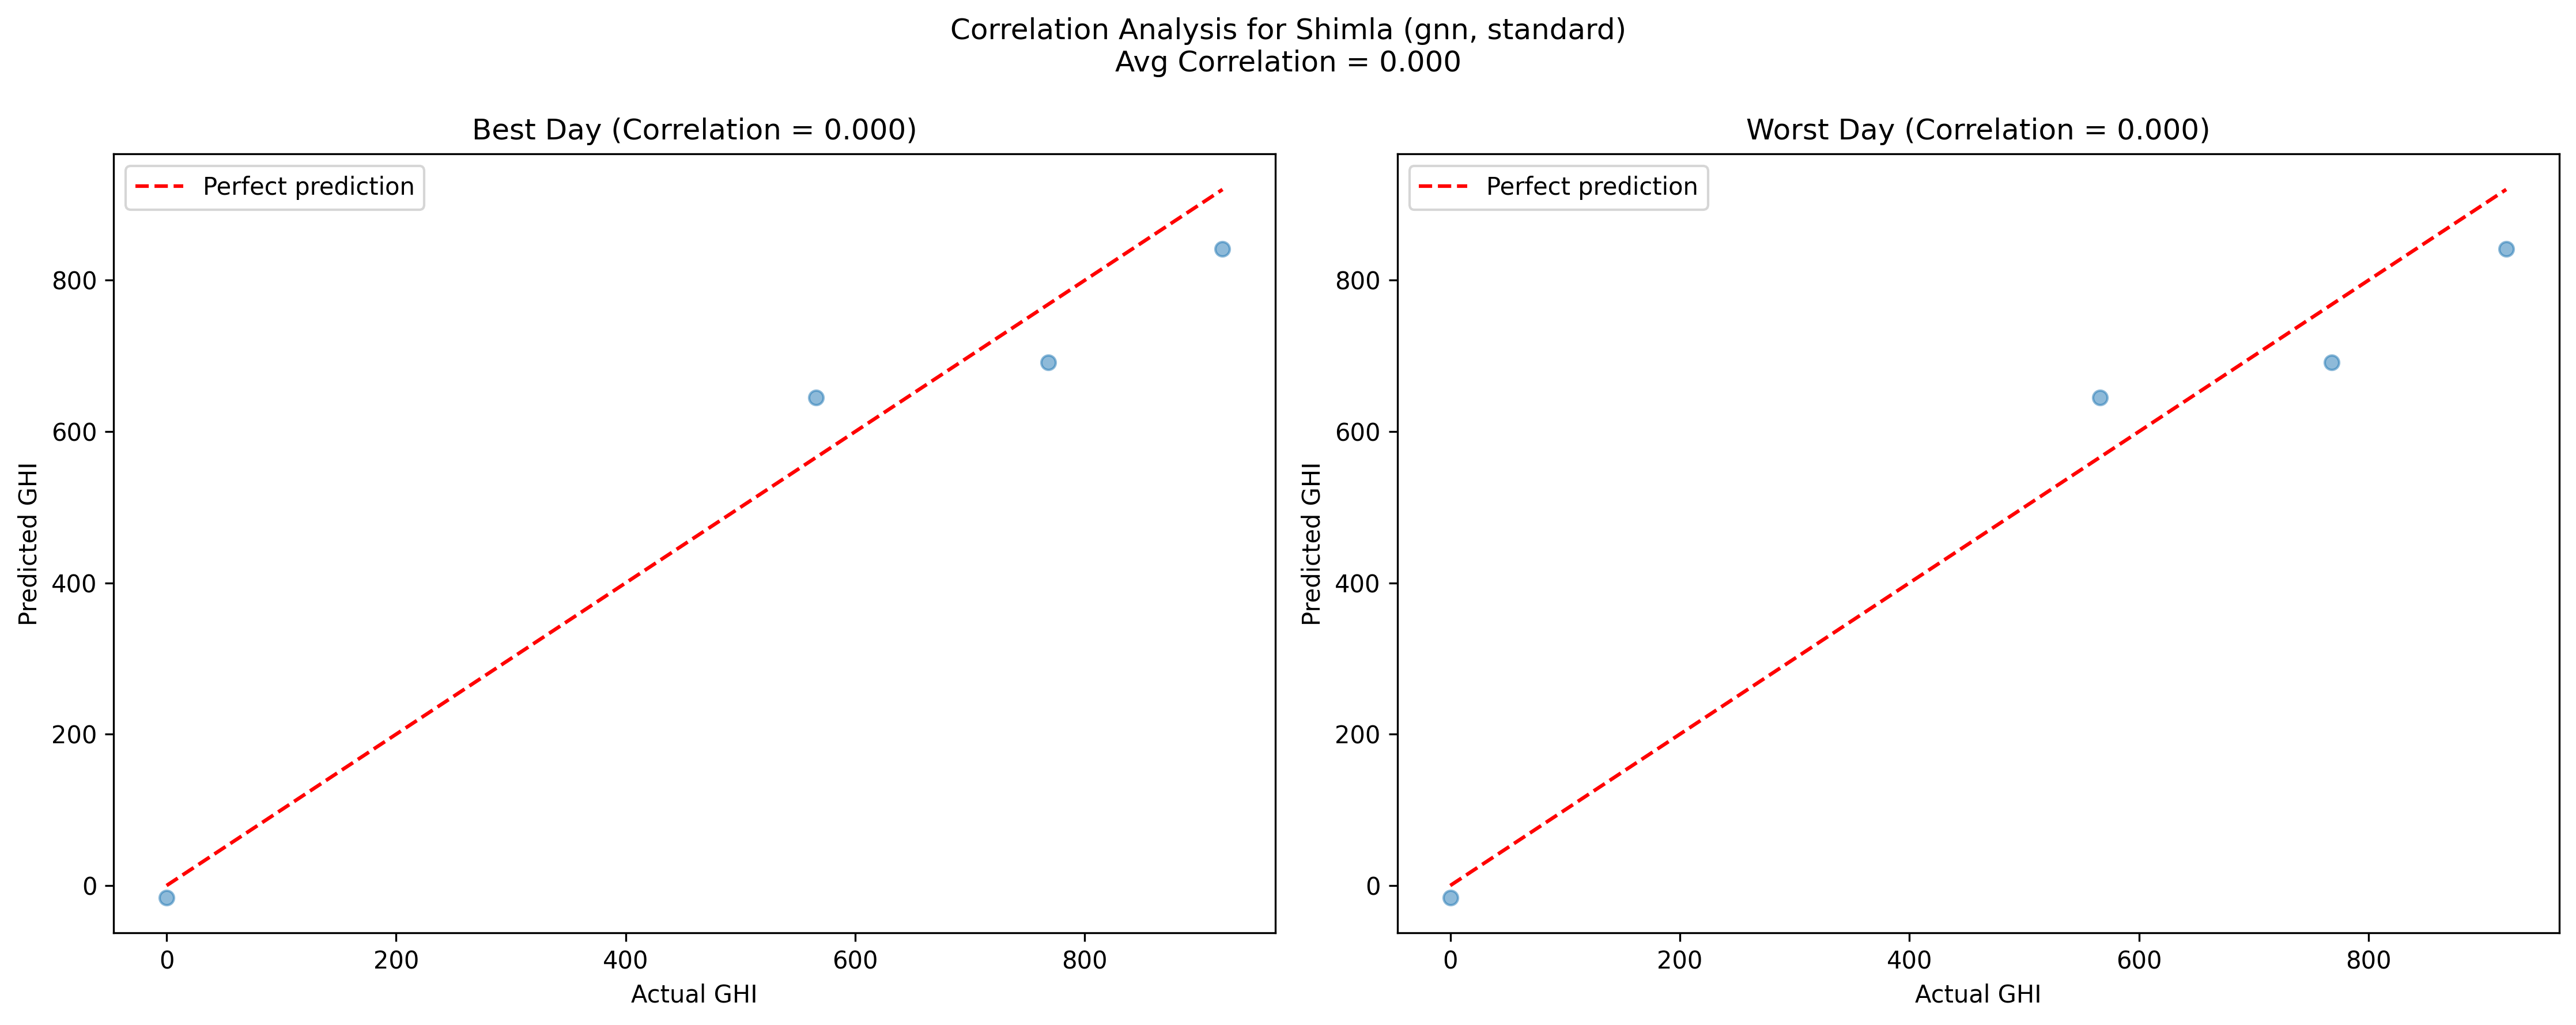 Correlation Analysis for Shimla (gnn, standard)
Avg Correlation = 0.000
Best Day (Correlation = 0.000)
Perfect prediction
800
600
400
200
0
Predicted GHI
0 200 400 600 800
Actual GHI
Worst Day (Correlation = 0.000)
Perfect prediction
800
600
400
200
0
Predicted GHI
0 200 400 600 800
Actual GHI